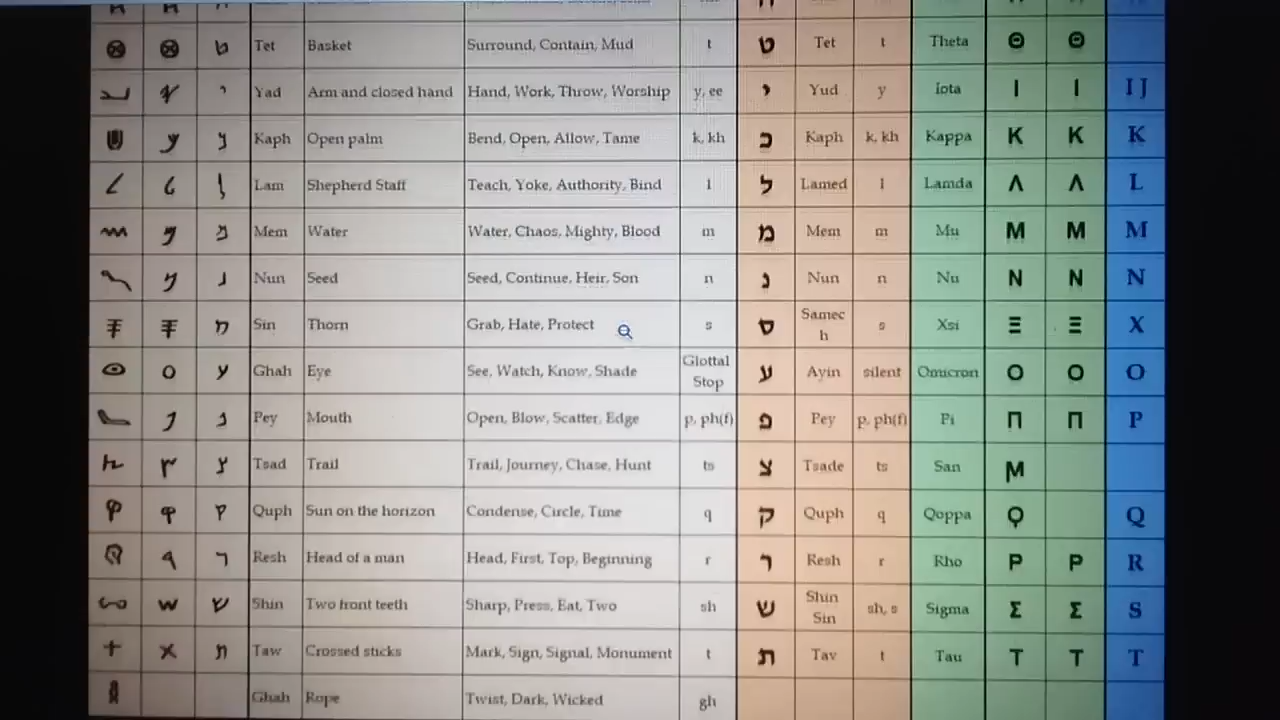 Tet Basket Surround, Contain, Mud t ט Tet t Theta Θ Θ
Yad Arm and closed hand Hand, Work, Throw, Worship y, ee י Yud y Iota Ι Ι I J
Kaph Open palm Bend, Open, Allow, Tame k, kh כ Kaph k, kh Kappa Κ Κ K
Lam Shepherd Staff Teach, Yoke, Authority, Bind l ל Lamed l Lamda Λ Λ L
Mem Water Water, Chaos, Mighty, Blood m מ Mem m Mu Μ Μ M
Nun Seed Seed, Continue, Heir, Son n נ Nun n Nu Ν Ν N
Sin Thorn Grab, Hate, Protect s ס Samec
h s Xsi Ξ Ξ X
Ghah Eye See, Watch, Know, Shade Glottal
Stop ע Ayin silent Omicron Ο Ο O
Pey Mouth Open, Blow, Scatter, Edge p, ph(f) פ Pey p, ph(f) Pi Π Π P
Tsad Trail Trail, Journey, Chase, Hunt ts צ Tsade ts San Ϻ
Quph Sun on the horizon Condense, Circle, Time q ק Quph q Qoppa Ϙ Q
Resh Head of a man Head, First, Top, Beginning r ר Resh r Rho Ρ Ρ R
Shin Two front teeth Sharp, Press, Eat, Two sh ש Shin
Sin sh, s Sigma Σ Σ S
Taw Crossed sticks Mark, Sign, Signal, Monument t ת Tav t Tau Τ Τ T
Ghah Rope Twist, Dark, Wicked gh